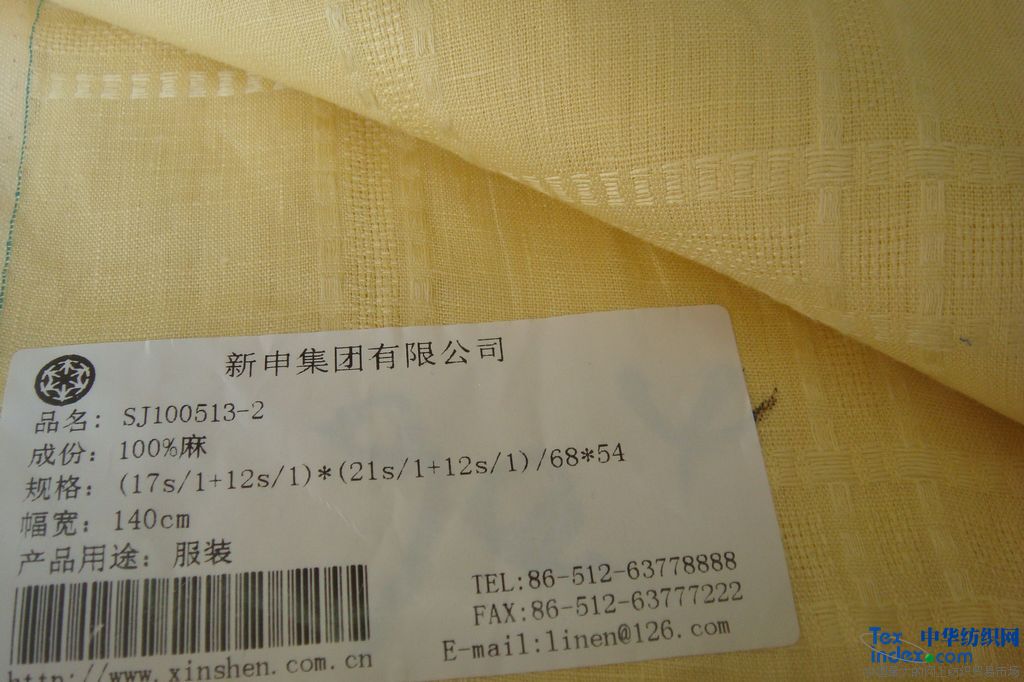 新申集团有限公司
品名: SJ100513-2
成份: 100%麻
规格: (17s/1+12s/1)*(21s/1+12s/1)/68*54
幅宽: 140cm
产品用途: 服装
TEL:86-512-63778888
FAX:86-512-63777222
E-mail:linen@126.com
http://www.xinshen.com.cn
Tex 中华纺织网
index.com